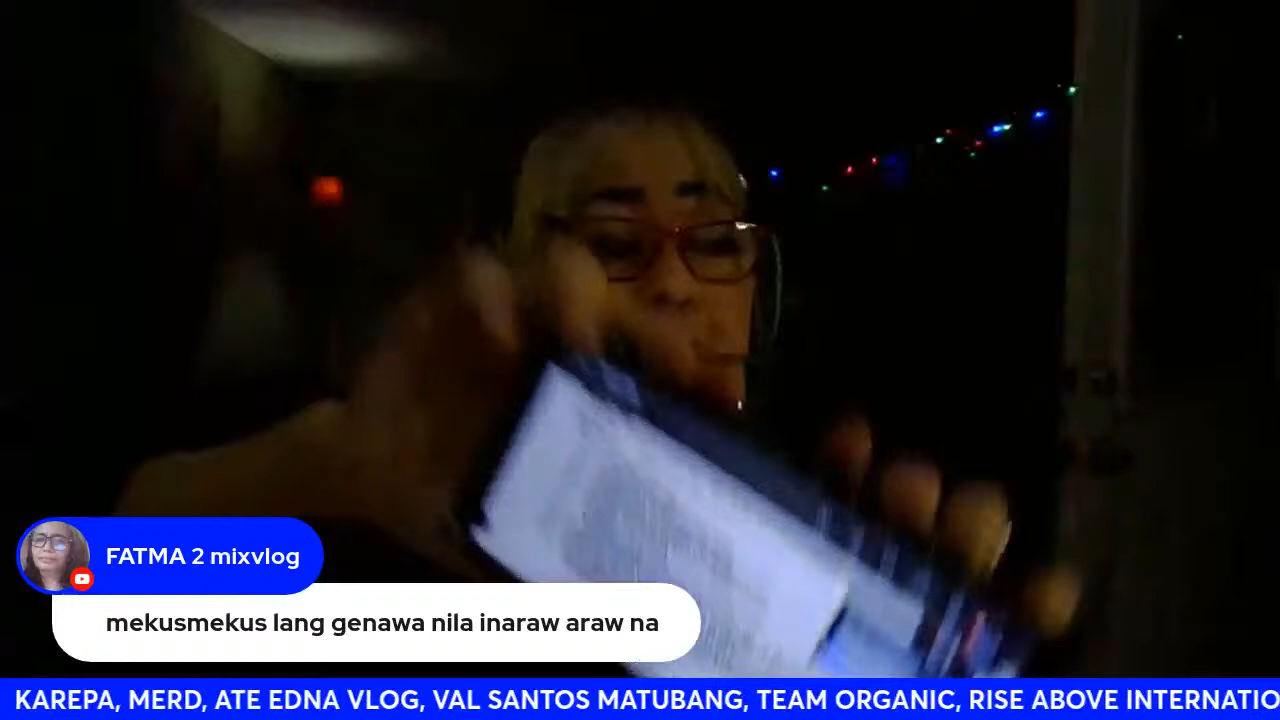 FATMA 2 mixvlog
mekusmekus lang genawa nila inaraw araw na
KAREPA, MERD, ATE EDNA VLOG, VAL SANTOS MATUBANG, TEAM ORGANIC, RISE ABOVE INTERNATIO